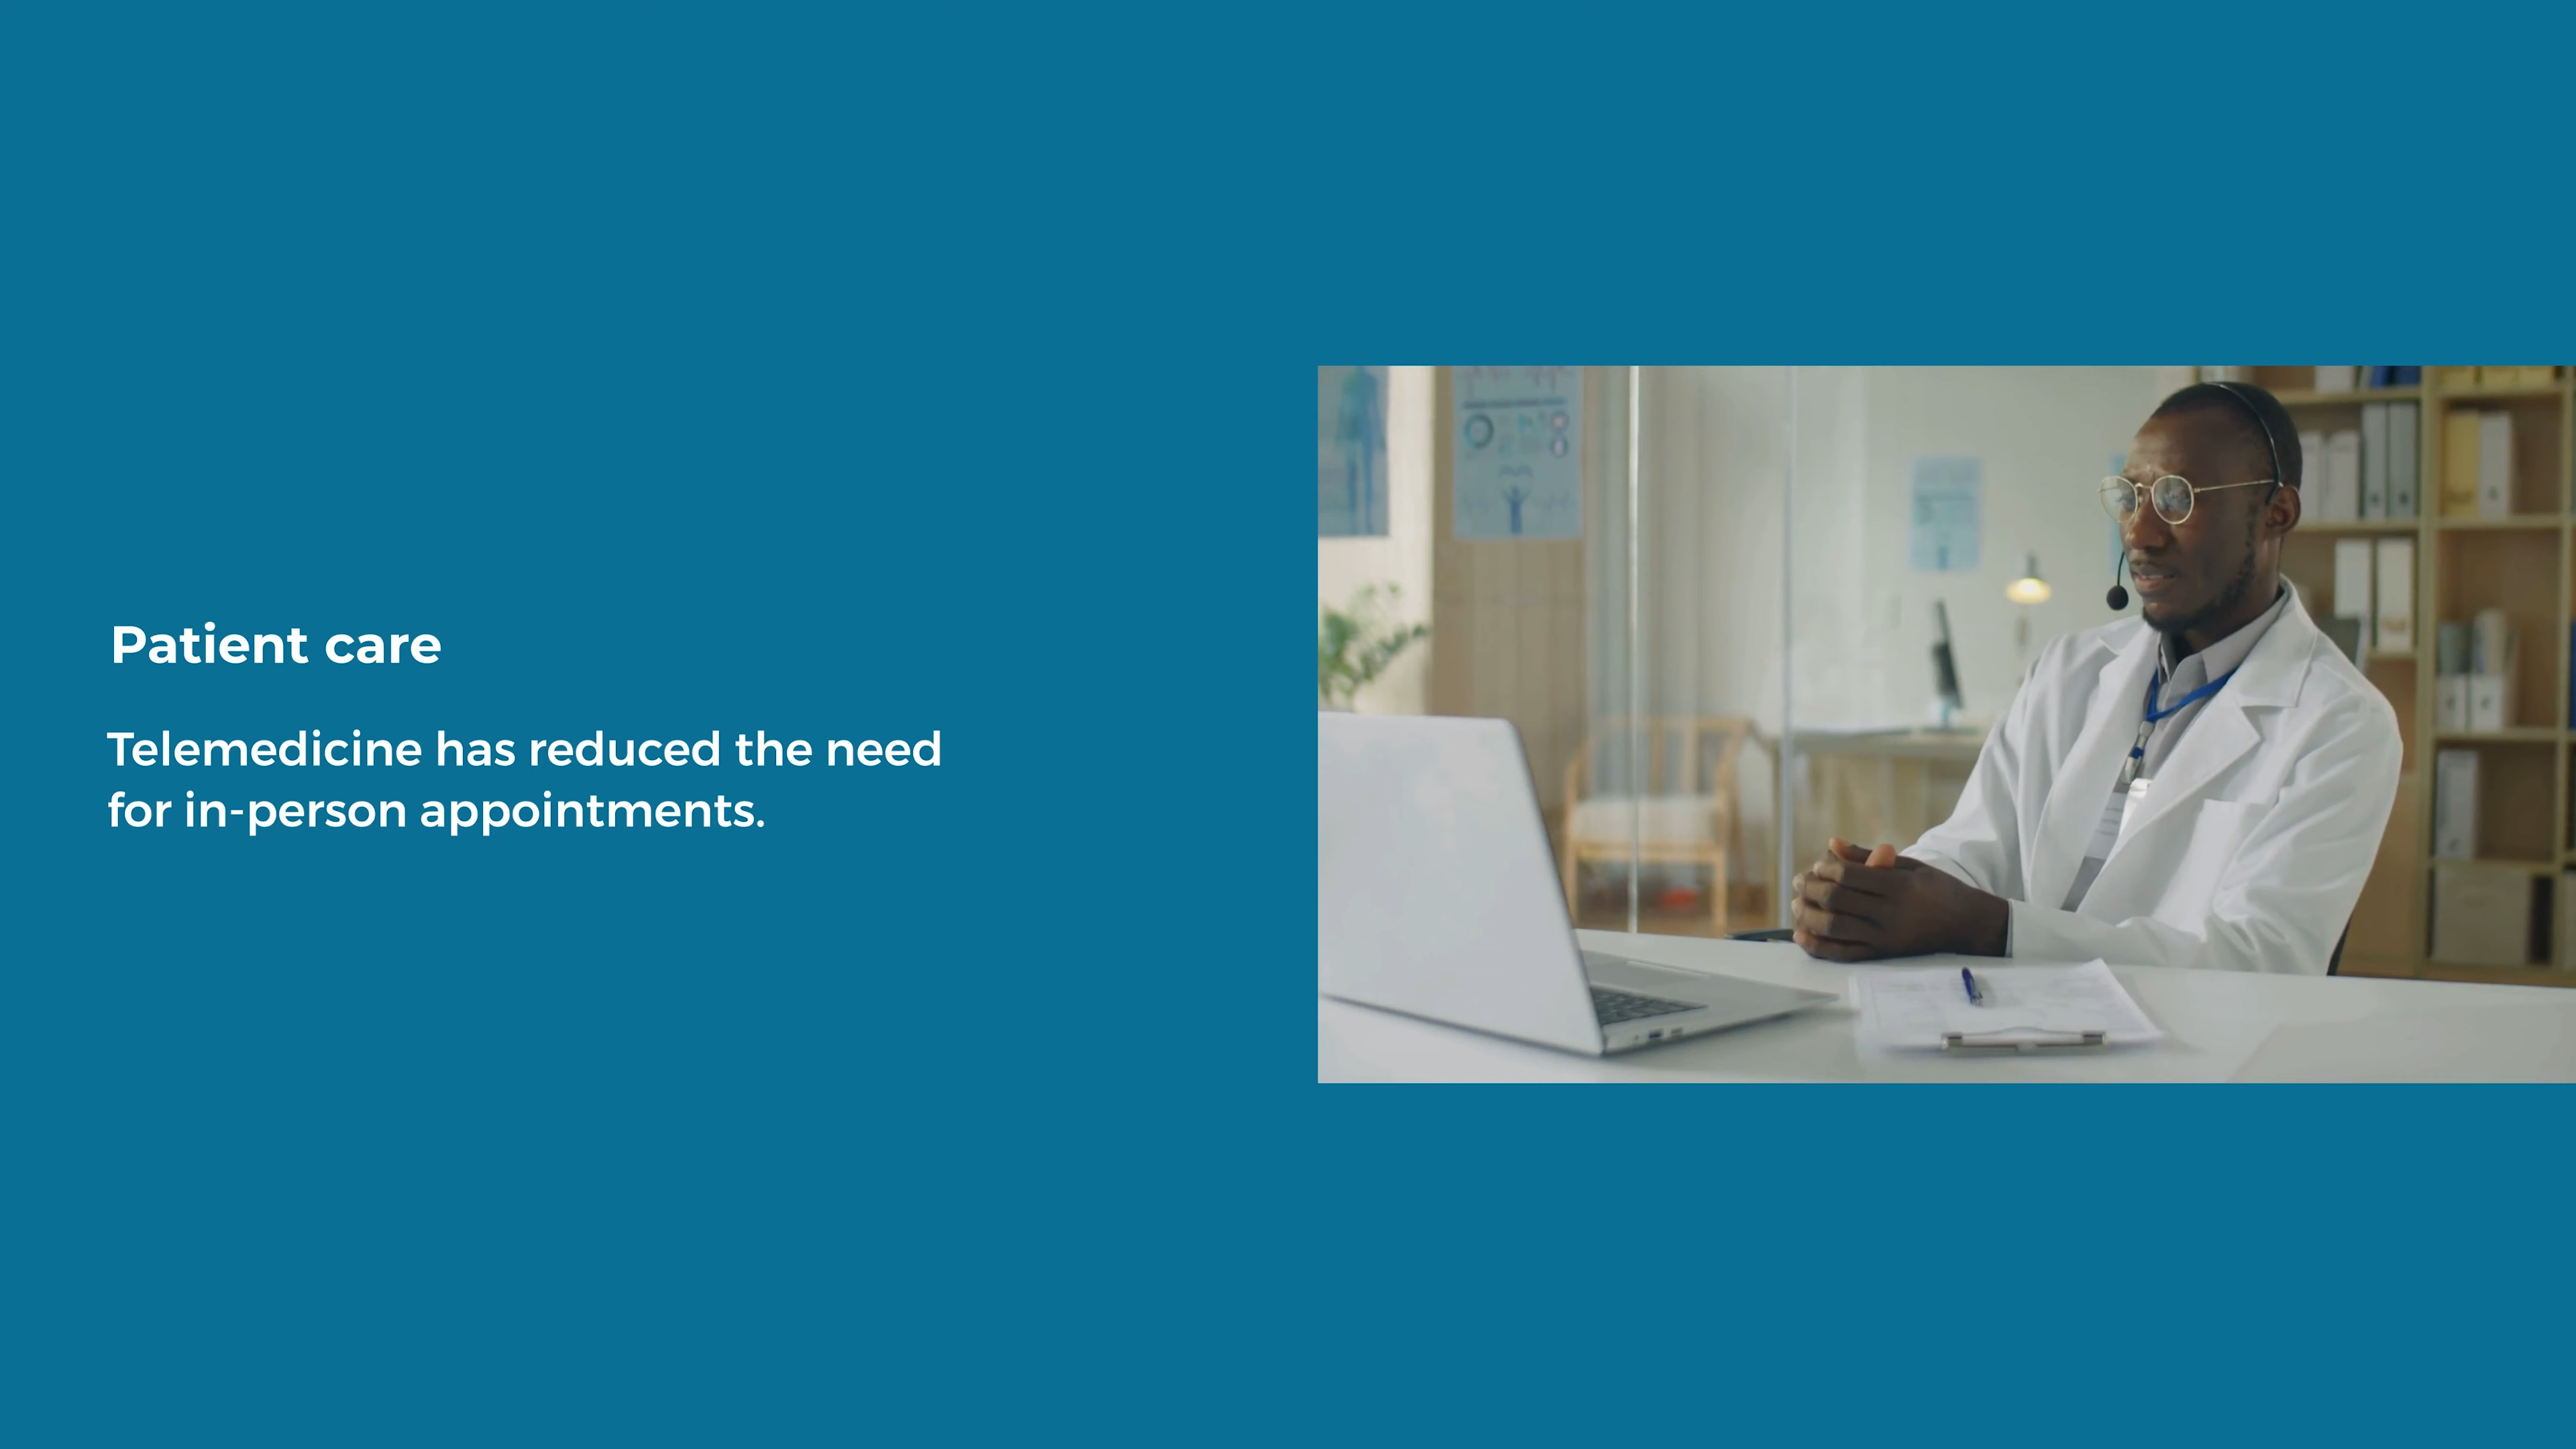 Patient care
Telemedicine has reduced the need
for in-person appointments.